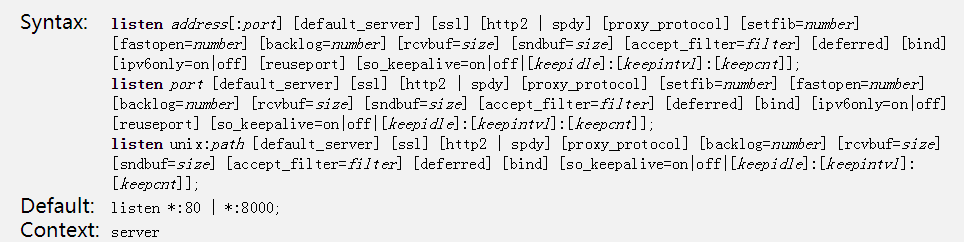 Syntax: listen address[:port] [default_server] [ssl] [http2 | spdy] [proxy_protocol] [setfib=number]
[fastopen=number] [backlog=number] [rcvbuf=size] [sndbuf=size] [accept_filter=filter] [deferred] [bind]
[ipv6only=on|off] [reuseport] [so_keepalive=on|off|[keepidle]:[keepintvl]:[keepcnt]];
listen port [default_server] [ssl] [http2 | spdy] [proxy_protocol] [setfib=number] [fastopen=number]
[backlog=number] [rcvbuf=size] [sndbuf=size] [accept_filter=filter] [deferred] [bind] [ipv6only=on|off]
[reuseport] [so_keepalive=on|off|[keepidle]:[keepintvl]:[keepcnt]];
listen unix:path [default_server] [ssl] [http2 | spdy] [proxy_protocol] [backlog=number] [rcvbuf=size]
[sndbuf=size] [accept_filter=filter] [deferred] [bind] [so_keepalive=on|off|[keepidle]:[keepintvl]:
[keepcnt]];
Default: listen *:80 | *:8000;
Context: server